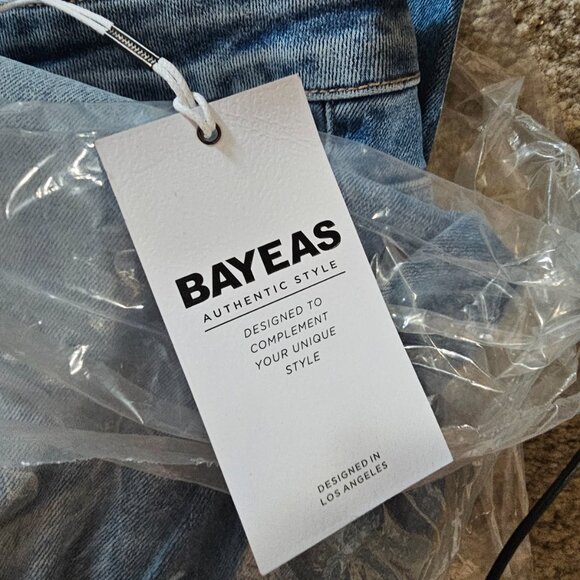 BAYEAS
AUTHENTIC STYLE
DESIGNED TO
COMPLEMENT
YOUR UNIQUE
STYLE
DESIGNED IN
LOS ANGELES